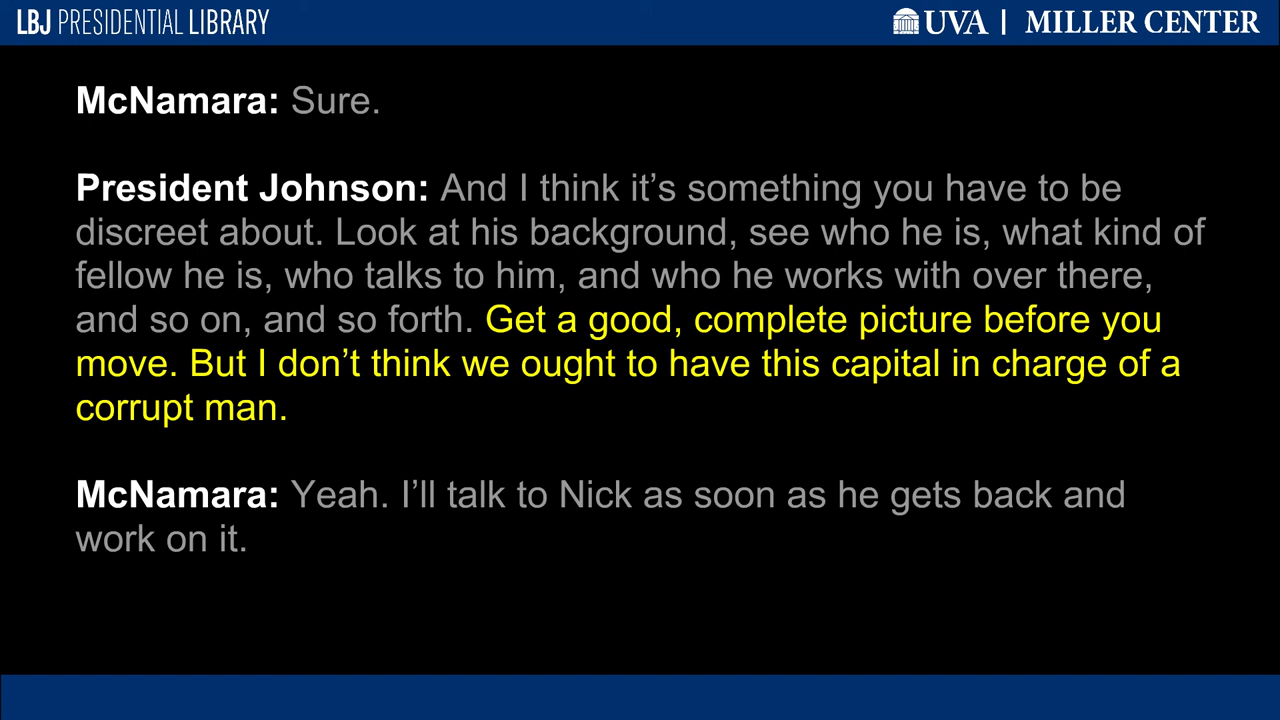 LBJ PRESIDENTIAL LIBRARY
UVA | MILLER CENTER
McNamara: Sure.
President Johnson: And I think it’s something you have to be
discreet about. Look at his background, see who he is, what kind of
fellow he is, who talks to him, and who he works with over there,
and so on, and so forth. Get a good, complete picture before you
move. But I don’t think we ought to have this capital in charge of a
corrupt man.
McNamara: Yeah. I’ll talk to Nick as soon as he gets back and
work on it.